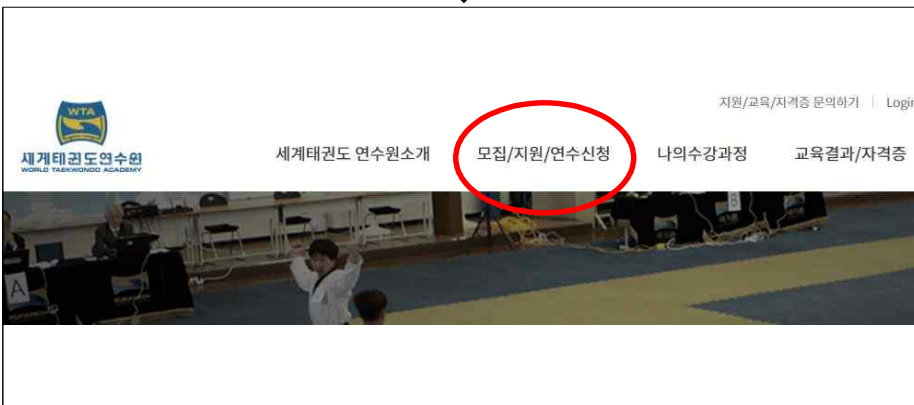 지원/교육/자격증 문의하기 Login
WTA
세계태권도연수원
WORLD TAEKWONDO ACADEMY
세계태권도 연수원소개 모집/지원/연수신청 나의수강과정 교육결과/자격증
B
A